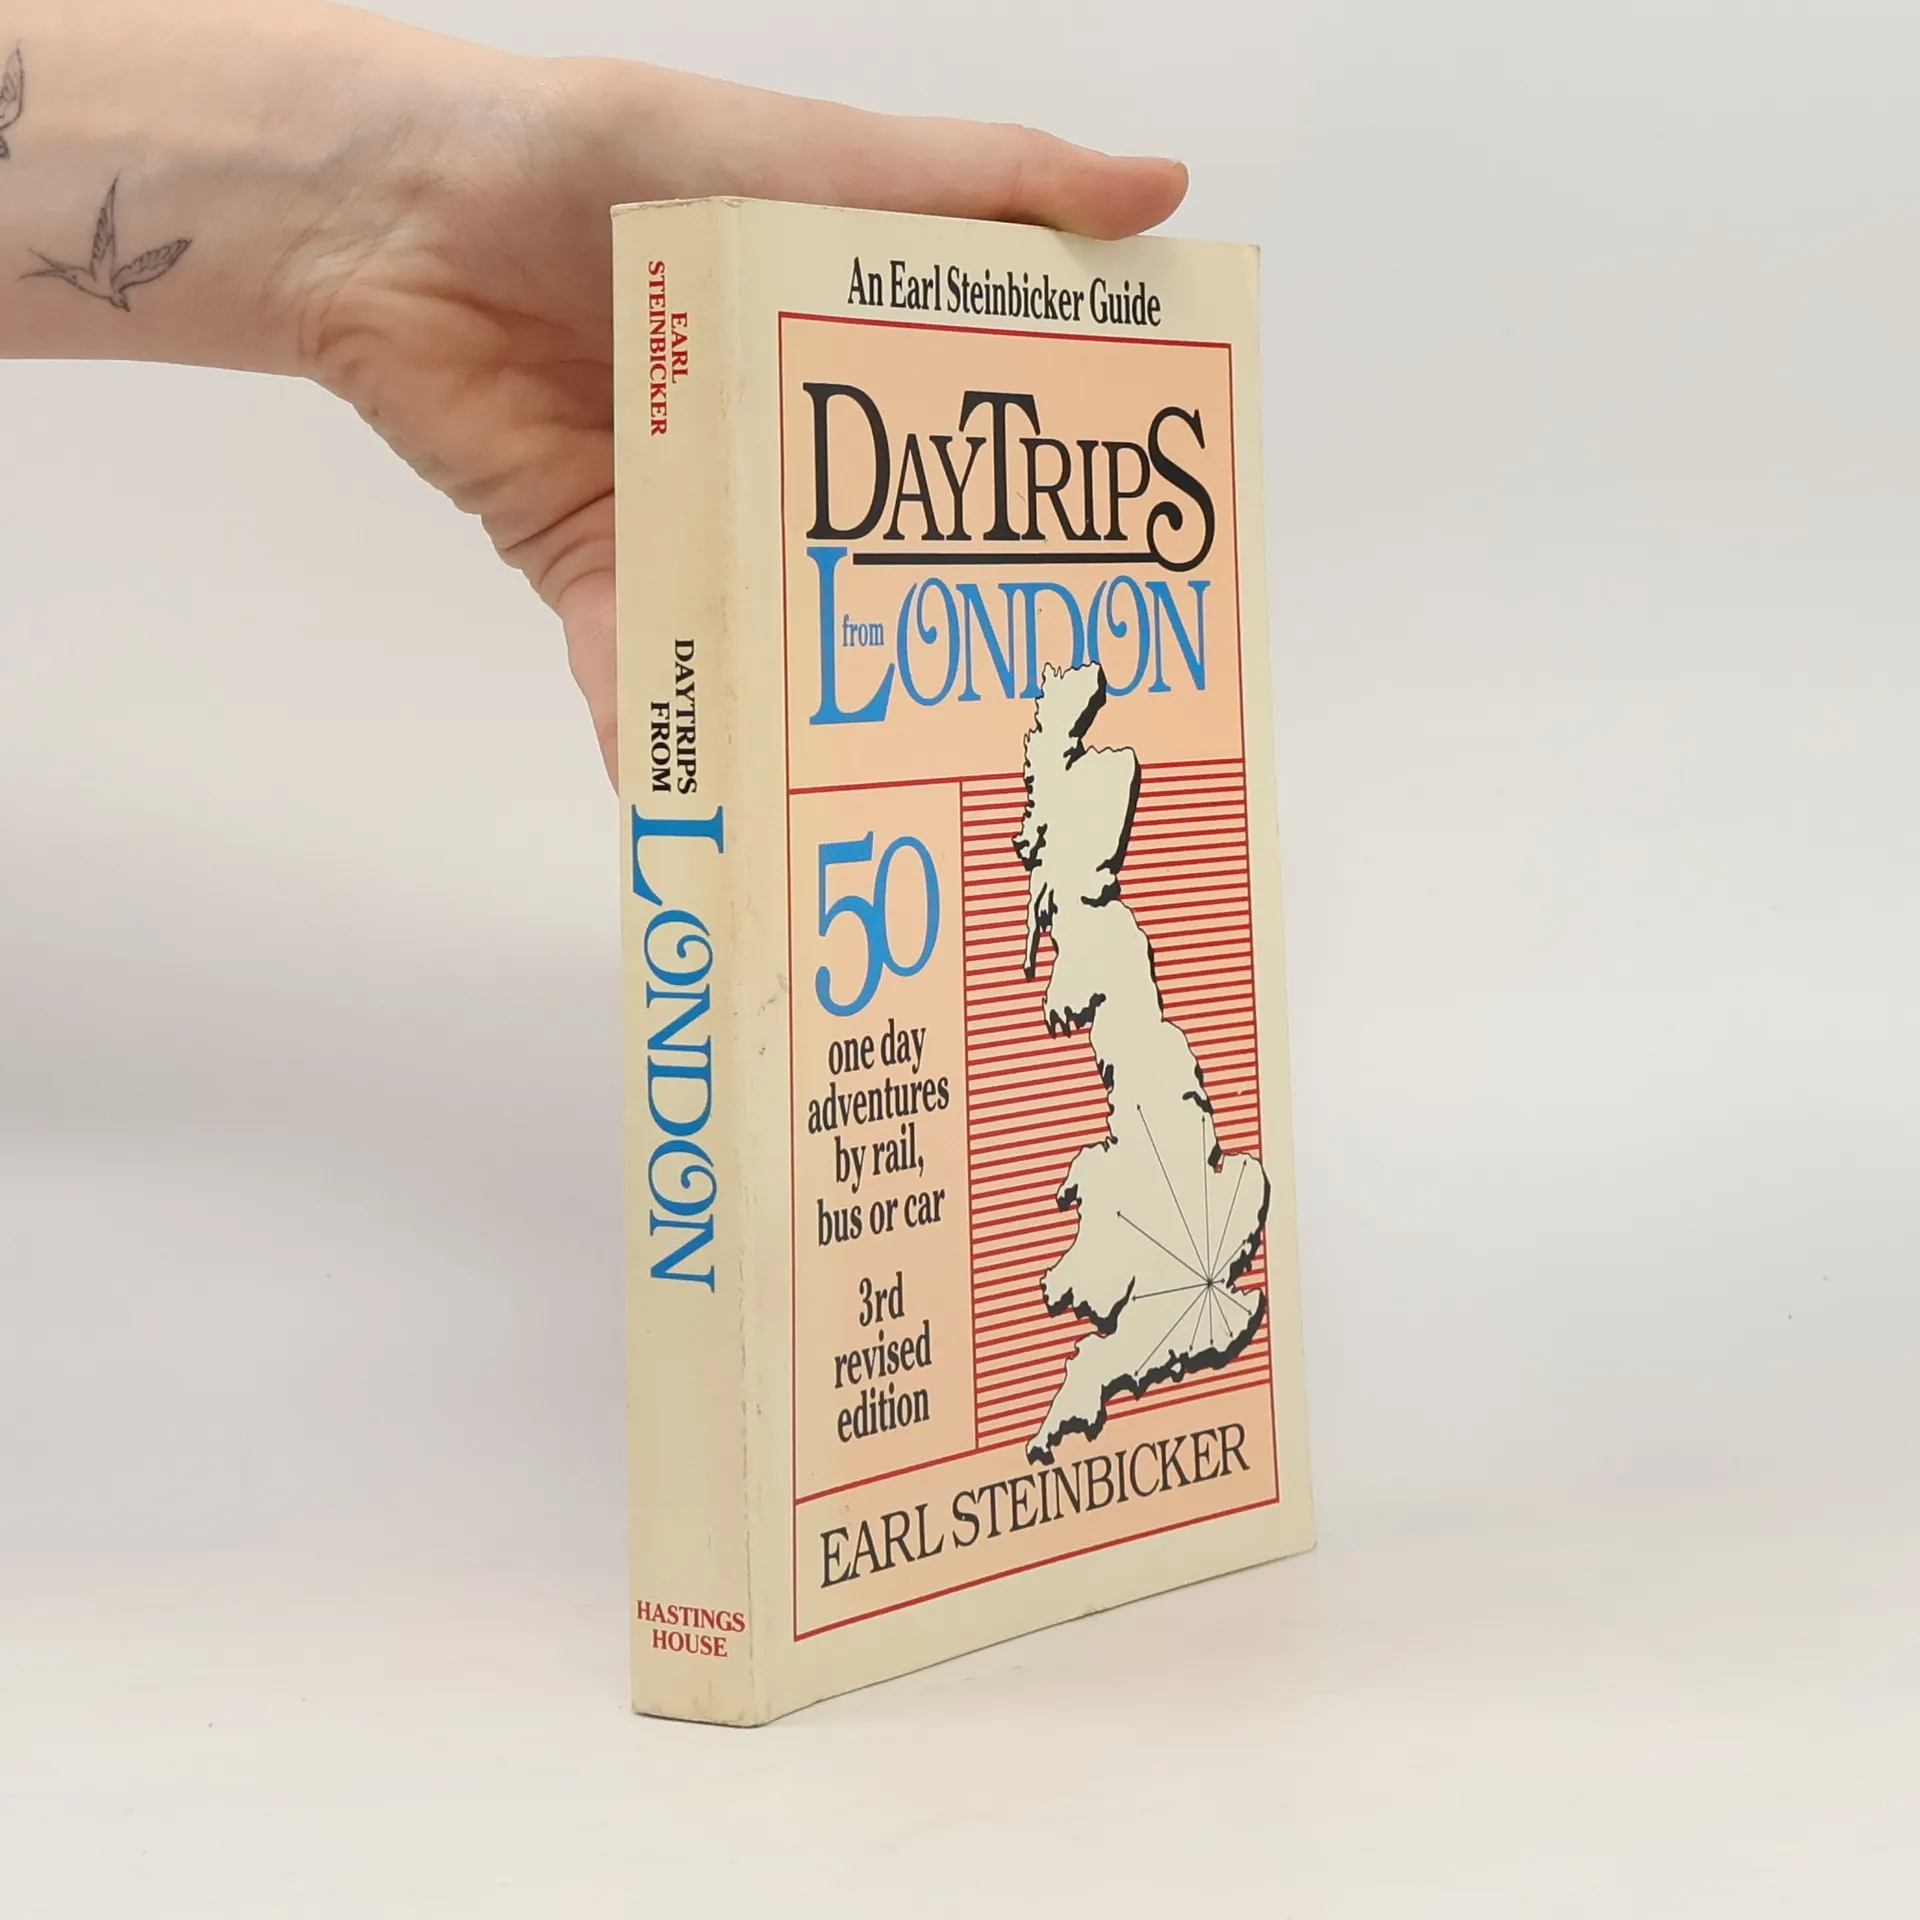 EARL
STEINBICKER
DAYTRIPS
FROM
LONDON
HASTINGS
HOUSE
An Earl Steinbicker Guide
DAYTRIPS
from LONDON
50
one day
adventures
by rail,
bus or car
3rd
revised
edition
EARL STEINBICKER